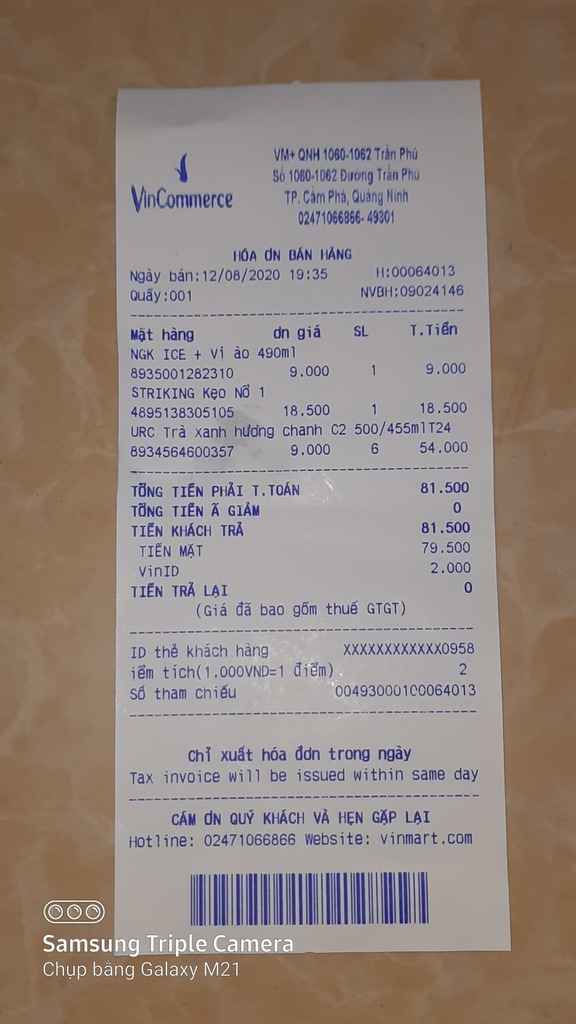 VinCommerce
VM+ QNH 1060-1062 Trần Phú
Số 1060-1062 Đường Trần Phú
TP. Cẩm Phả, Quảng Ninh
02471066866- 49301
HÓA ƠN BÁN HÀNG
Ngày bán:12/08/2020 19:35 H:00064013
Quầy:001 NVBH:09024146
Mặt hàng ơn giá SL T.Tiền
NGK ICE + Vị ào 490ml
8935001282310 9.000 1 9.000
STRIKING Kẹo Nổ 1
4895138305105 18.500 1 18.500
URC Trà xanh hương chanh C2 500/455mlT24
8934564600357 9.000 6 54.000
TỔNG TIỀN PHẢI T.TOÁN 81.500
TỔNG TIỀN Ã GIẢM 0
TIỀN KHÁCH TRẢ 81.500
TIỀN MẶT 79.500
VinID 2.000
TIỀN TRẢ LẠI 0
(Giá đã bao gồm thuế GTGT)
ID thẻ khách hàng XXXXXXXXXXXX0958
iểm tích(1.000VND=1 điểm) 2
Số tham chiếu 00493000100064013
Chỉ xuất hóa đơn trong ngày
Tax invoice will be issued within same day
CẢM ƠN QUÝ KHÁCH VÀ HẸN GẶP LẠI
Hotline: 02471066866 Website: vinmart.com
Samsung Triple Camera
Chụp bằng Galaxy M21